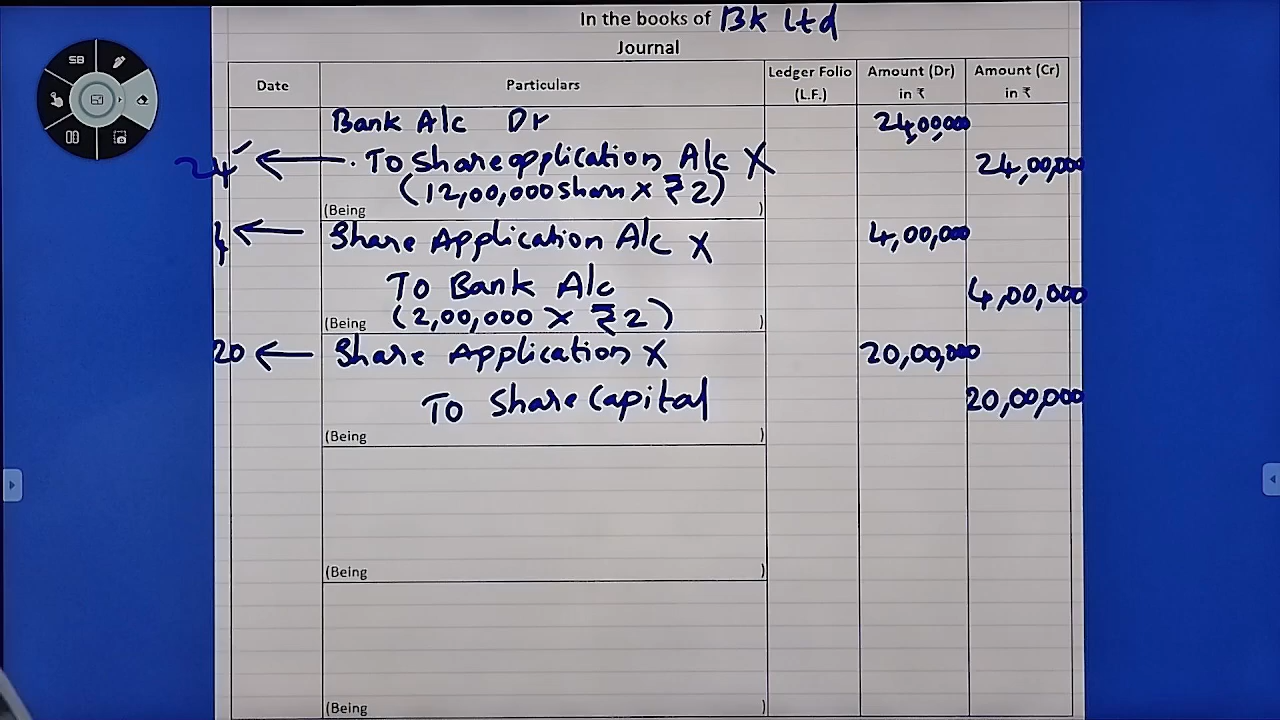 In the books of Bk Ltd
Journal
Date Particulars Ledger Folio (L.F.) Amount (Dr) in ₹ Amount (Cr) in ₹
Bank A/c Dr 24,00,000
24 To Share application A/c X 24,00,000
(12,00,000 share x ₹2)
(Being )
4 Share Application A/c X 4,00,000
To Bank A/c 4,00,000
(Being (2,00,000 x ₹2) )
20 Share Application X 20,00,000
To Share Capital 20,00,000
(Being )
(Being )
(Being )